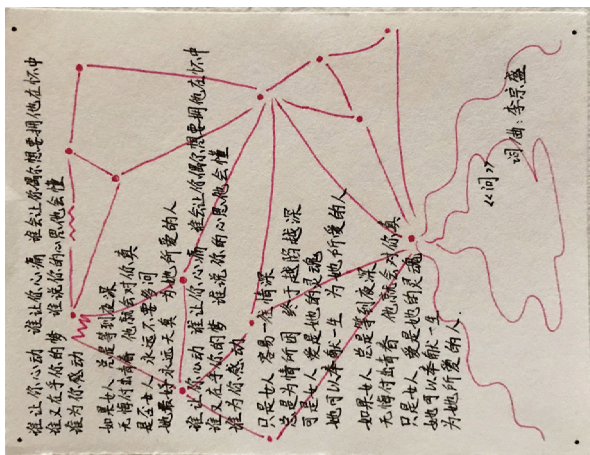 谁让你心动 谁让你心痛 谁会让你偶尔想要拥他在怀中
谁又在乎你的梦 谁说你的心思他会懂
谁为你感动
如果女人 总是等到夜深
无悔付出青春 他就会对你真
是否女人 永远不要多问
她最好永远天真 为她所爱的人
谁让你心动 谁让你心痛 谁会让你偶尔想要拥他在怀中
谁又在乎你的梦 谁说你的心思他会懂
谁为你感动
只是女人 容易一往情深
总是为情所困 终于越陷越深
可是女人 爱是她的灵魂
她可以奉献一生 为她所爱的人
如果女人 总是等到夜深
无悔付出青春 他就会对你真
只是女人 爱是她的灵魂
她可以奉献一生
为她所爱的人.
《问》
词/曲:李宗盛